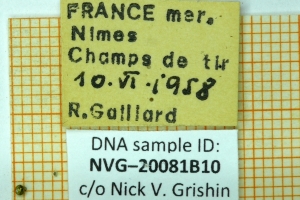 FRANCE mer.
Nimes
Champs de tir
10.VI.1958
R.Gaillard
DNA sample ID:
NVG–20081B10
c/o Nick V. Grishin